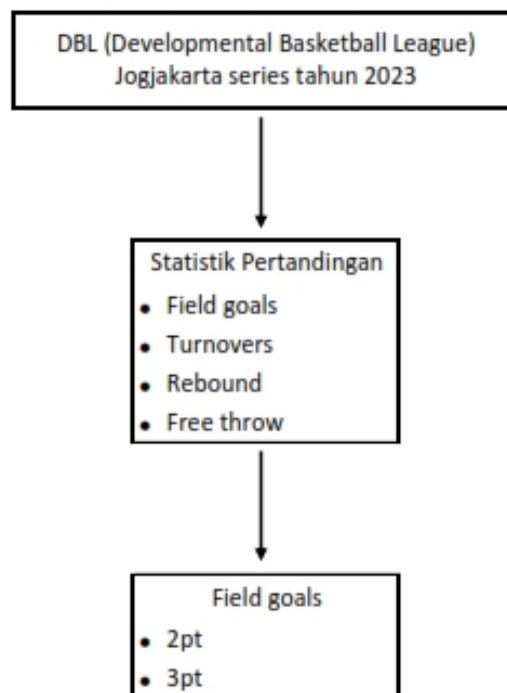 DBL (Developmental Basketball League)
Jogjakarta series tahun 2023
Statistik Pertandingan
• Field goals
• Turnovers
• Rebound
• Free throw
Field goals
• 2pt
• 3pt